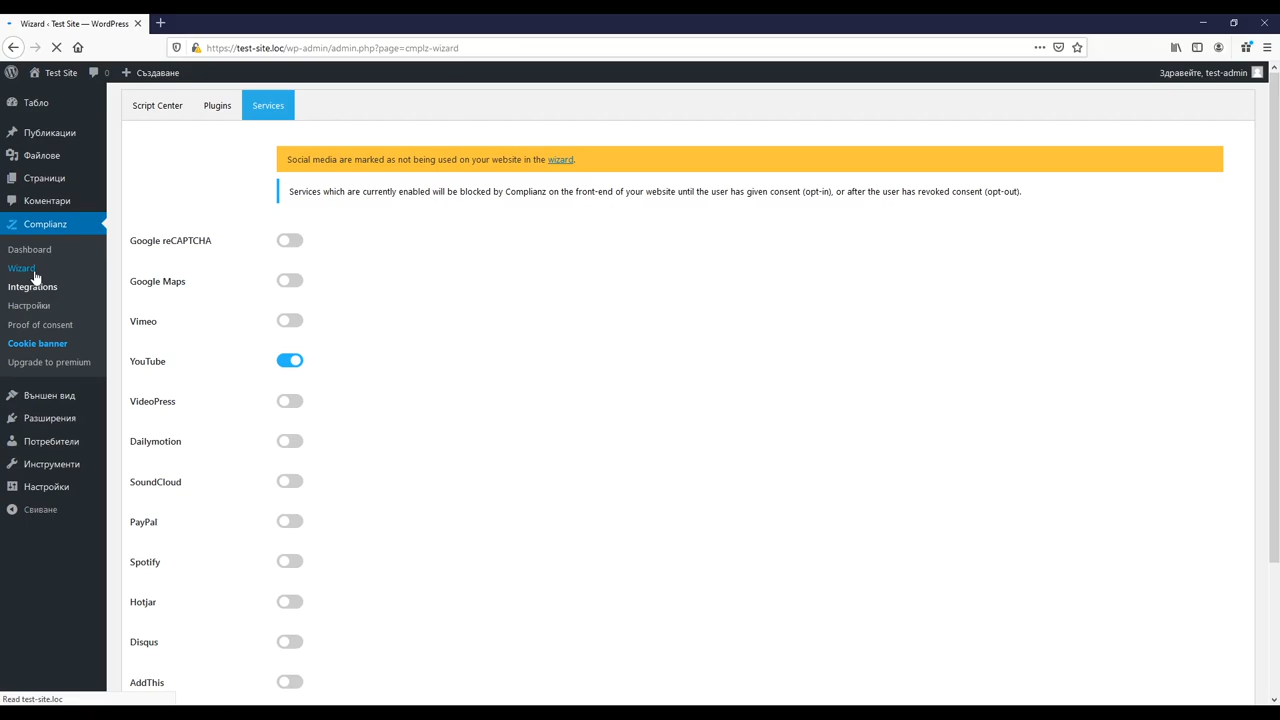 Wizard ‹ Test Site — WordPress
https://test-site.loc/wp-admin/admin.php?page=cmplz-wizard
Test Site
0
Създаване
Здравейте, test-admin
Табло
Публикации
Файлове
Страници
Коментари
Complianz
Dashboard
Wizard
Integrations
Настройки
Proof of consent
Cookie banner
Upgrade to premium
Външен вид
Разширения
Потребители
Инструменти
Настройки
Свиване
Script Center
Plugins
Services
Social media are marked as not being used on your website in the wizard.
Services which are currently enabled will be blocked by Complianz on the front-end of your website until the user has given consent (opt-in), or after the user has revoked consent (opt-out).
Google reCAPTCHA
Google Maps
Vimeo
YouTube
VideoPress
Dailymotion
SoundCloud
PayPal
Spotify
Hotjar
Disqus
AddThis
Read test-site.loc